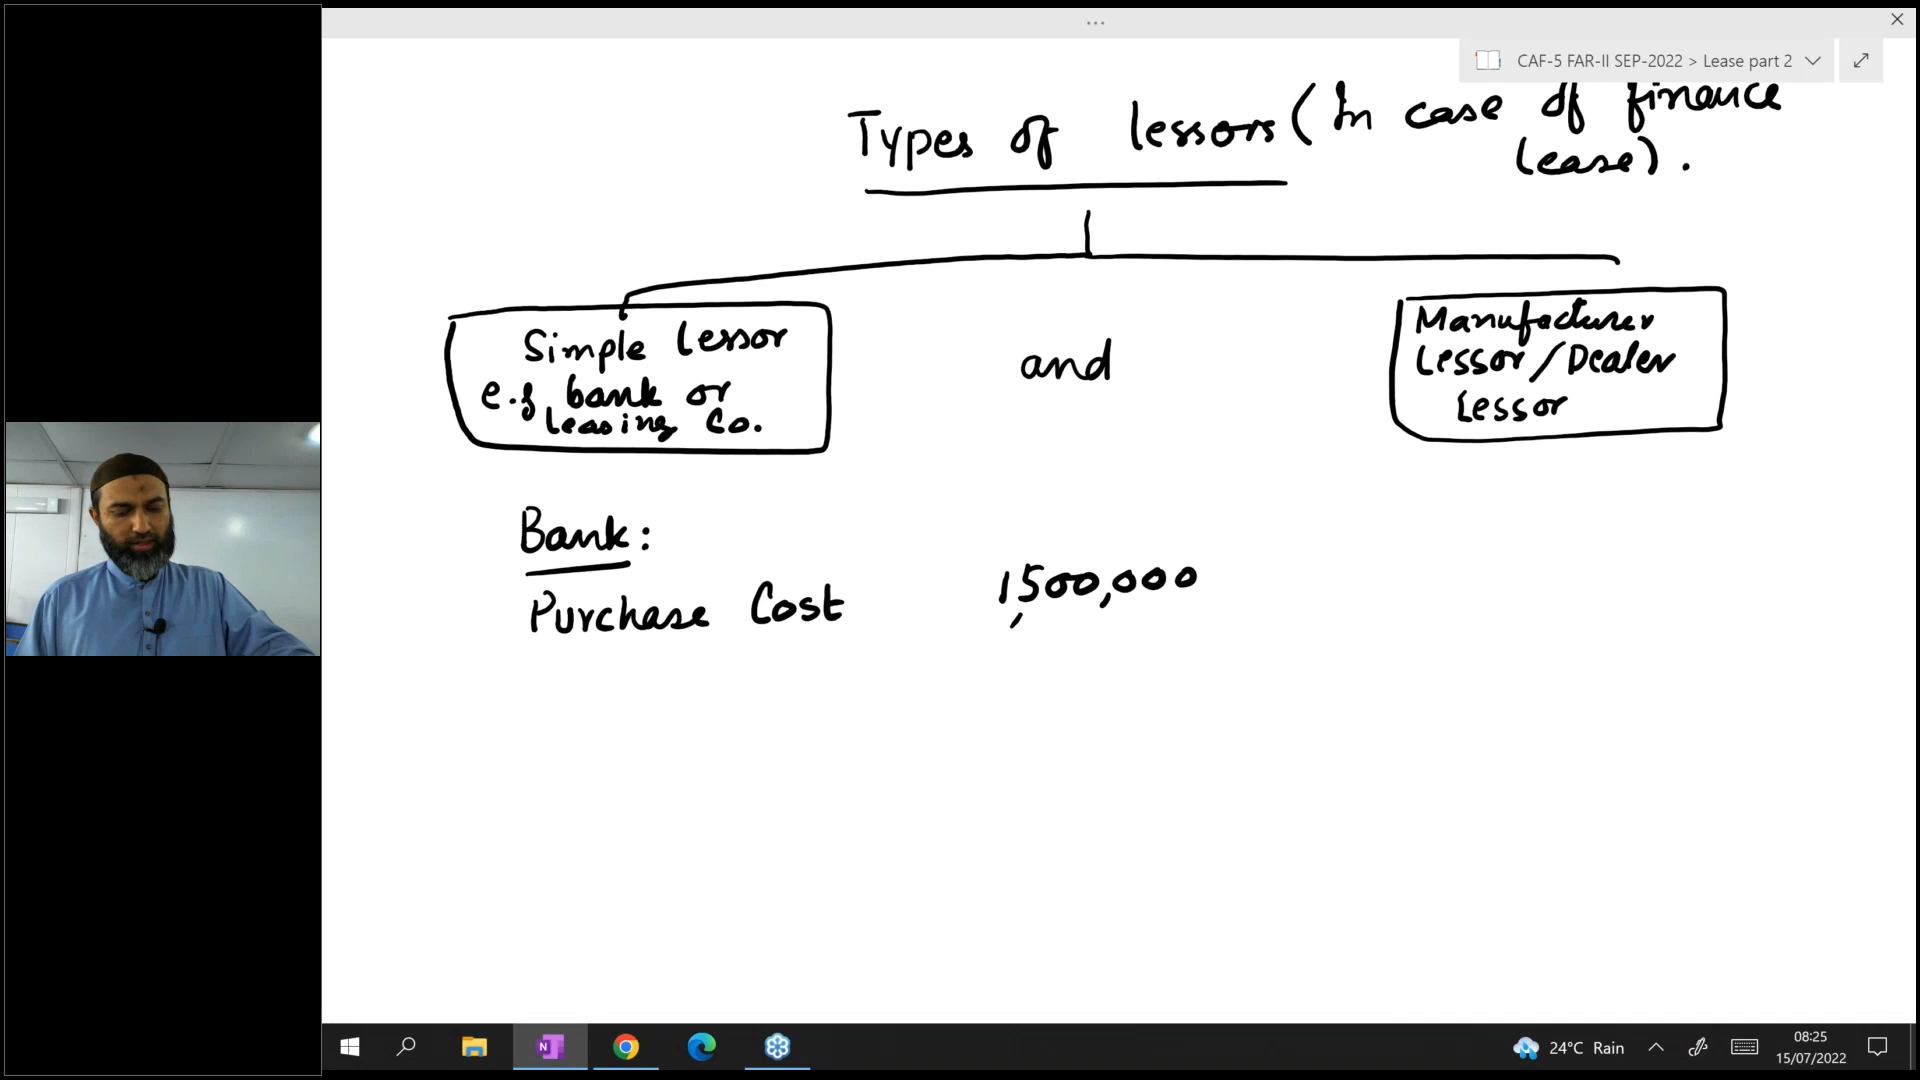 CAF-5 FAR-II SEP-2022 > Lease part 2
Types of lessors (In case of finance
lease).
Simple Lessor
e.g bank or
leasing Co.
and
Manufacturer
Lessor/Dealer
Lessor
Bank:
Purchase Cost 1,500,000
24°C Rain
08:25
15/07/2022